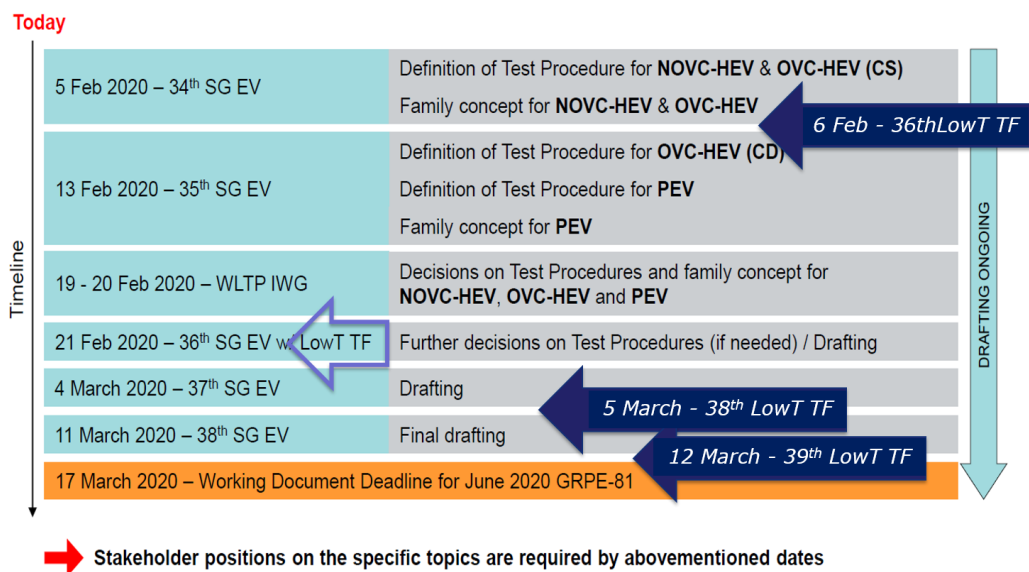 Today
Timeline
5 Feb 2020 – 34th SG EV
Definition of Test Procedure for NOVC-HEV & OVC-HEV (CS)
Family concept for NOVC-HEV & OVC-HEV
6 Feb - 36thLowT TF
13 Feb 2020 – 35th SG EV
Definition of Test Procedure for OVC-HEV (CD)
Definition of Test Procedure for PEV
Family concept for PEV
19 - 20 Feb 2020 – WLTP IWG
Decisions on Test Procedures and family concept for
NOVC-HEV, OVC-HEV and PEV
21 Feb 2020 – 36th SG EV w/ LowT TF
Further decisions on Test Procedures (if needed) / Drafting
4 March 2020 – 37th SG EV
Drafting
5 March - 38th LowT TF
11 March 2020 – 38th SG EV
Final drafting
12 March - 39th LowT TF
17 March 2020 – Working Document Deadline for June 2020 GRPE-81
DRAFTING ONGOING
Stakeholder positions on the specific topics are required by abovementioned dates